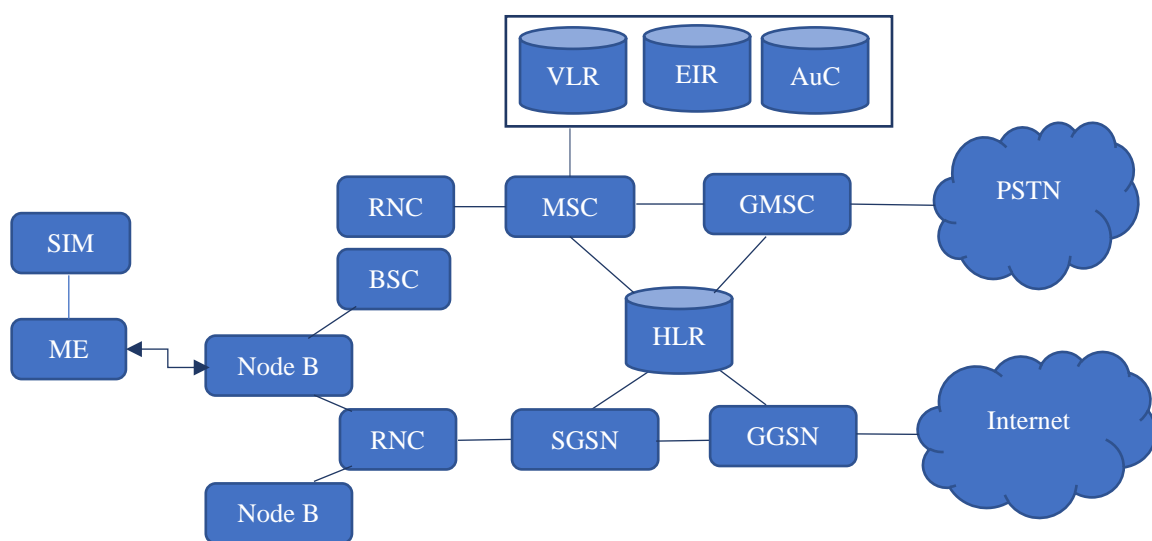 VLR
EIR
AuC
RNC
MSC
GMSC
PSTN
SIM
BSC
ME
HLR
Node B
RNC
SGSN
GGSN
Internet
Node B